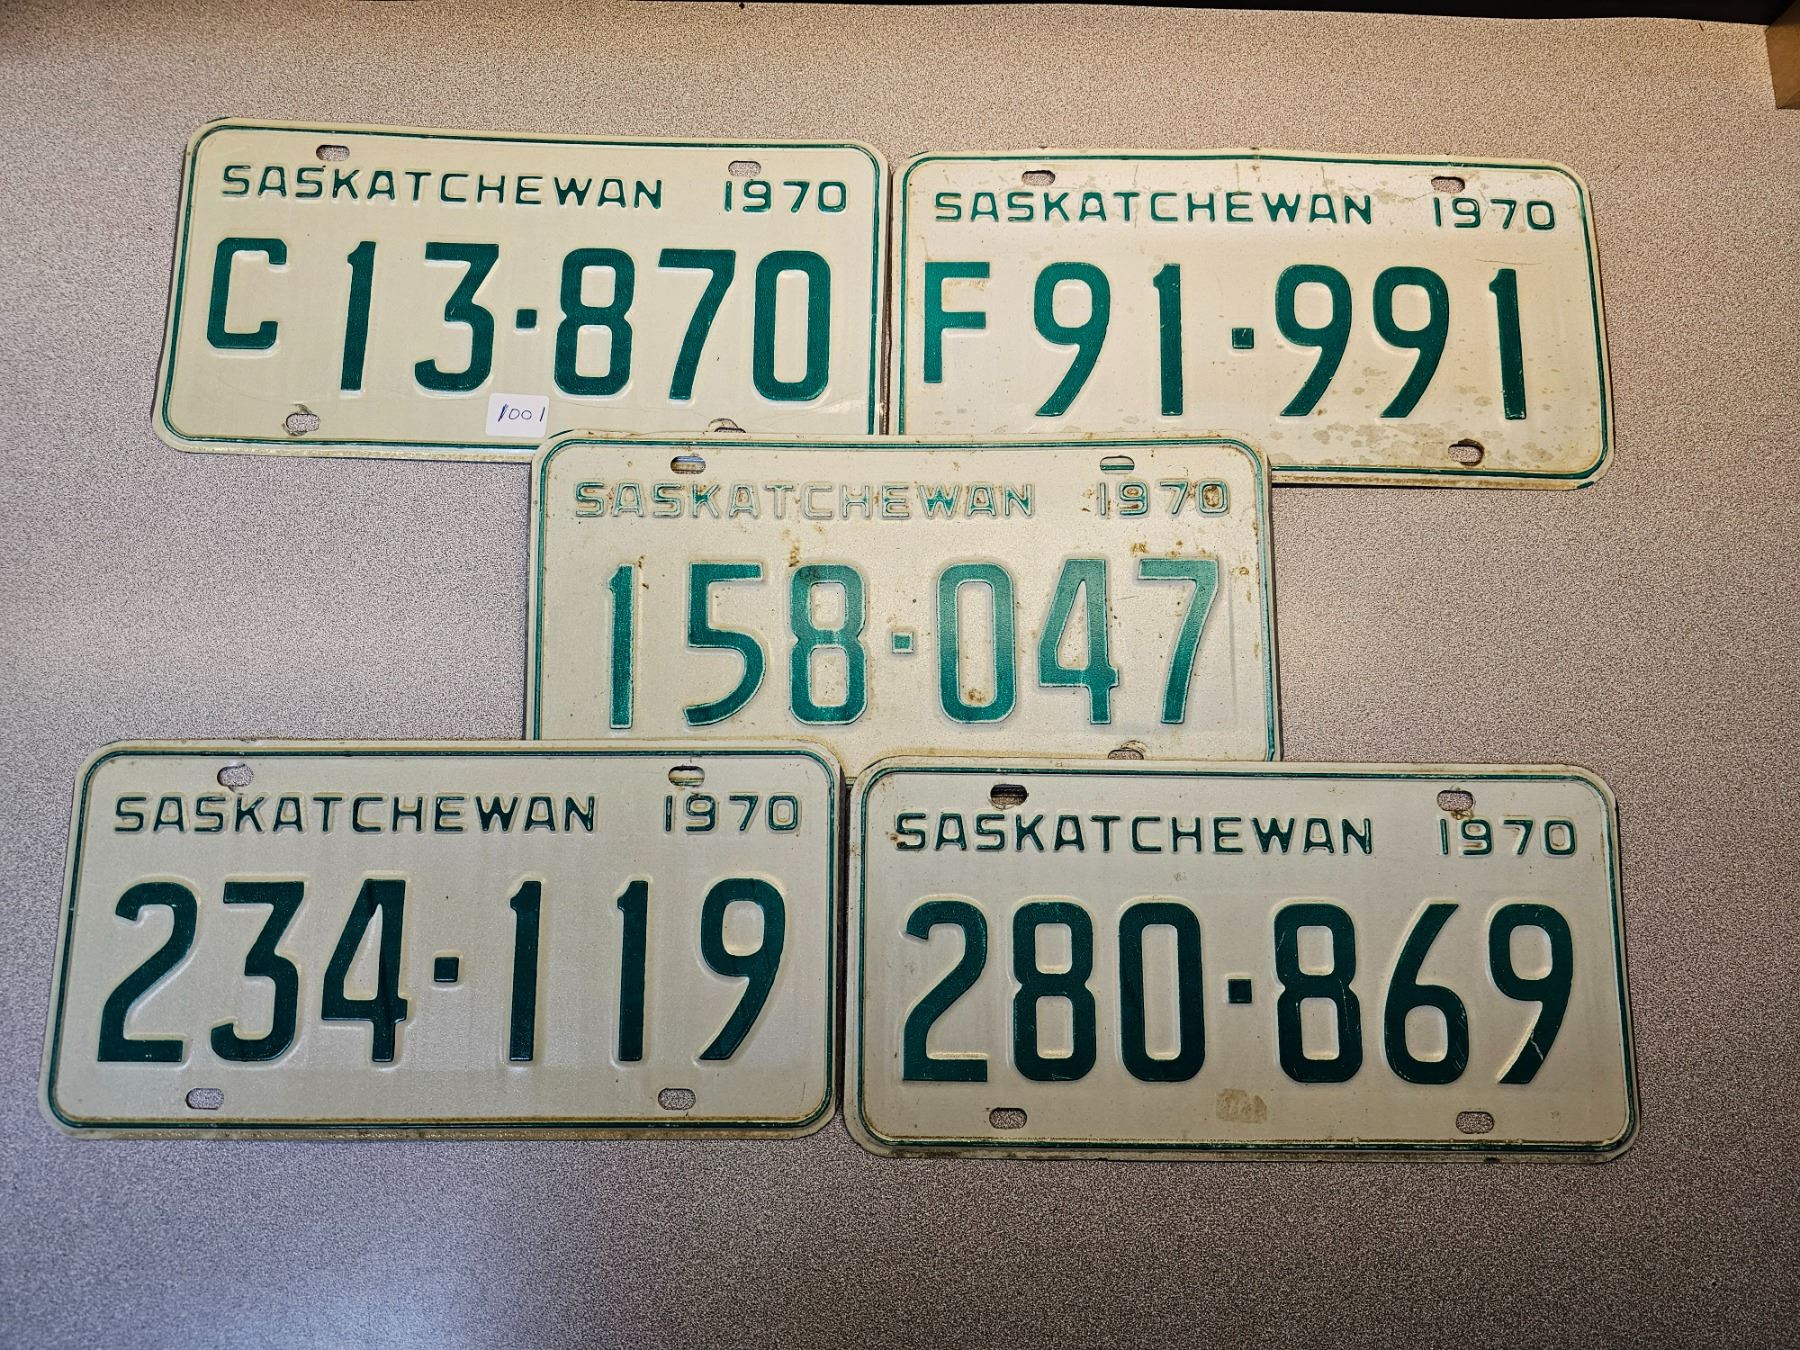 SASKATCHEWAN 1970
C13·870
1001
SASKATCHEWAN 1970
F91·991
SASKATCHEWAN 1970
158·047
SASKATCHEWAN 1970
234·119
SASKATCHEWAN 1970
280·869